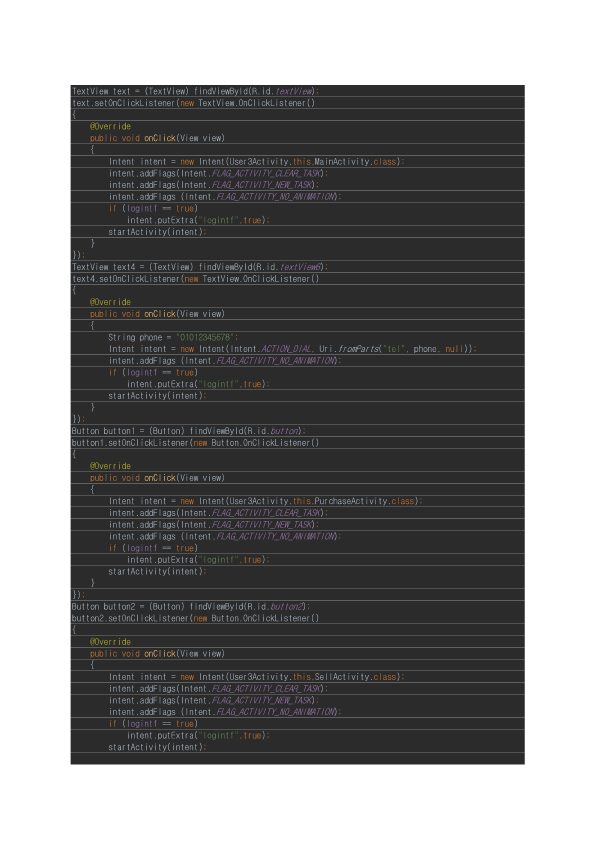 TextView text = (TextView) findViewById(R.id.textView);
text.setOnClickListener(new TextView.OnClickListener()
{
    @Override
    public void onClick(View view)
    {
        Intent intent = new Intent(User3Activity.this.MainActivity.class);
        intent.addFlags(Intent.FLAG_ACTIVITY_CLEAR_TASK);
        intent.addFlags(Intent.FLAG_ACTIVITY_NEW_TASK);
        intent.addFlags (Intent.FLAG_ACTIVITY_NO_ANIMATION);
        if (logintf == true)
            intent.putExtra("logintf",true);
        startActivity(intent);
    }
});
TextView text4 = (TextView) findViewById(R.id.textView6);
text4.setOnClickListener(new TextView.OnClickListener()
{
    @Override
    public void onClick(View view)
    {
        String phone = "01012345678";
        Intent intent = new Intent(Intent.ACTION_DIAL, Uri.fromParts("tel", phone, null));
        intent.addFlags (Intent.FLAG_ACTIVITY_NO_ANIMATION);
        if (logintf == true)
            intent.putExtra("logintf",true);
        startActivity(intent);
    }
});
Button button1 = (Button) findViewById(R.id.button);
button1.setOnClickListener(new Button.OnClickListener()
{
    @Override
    public void onClick(View view)
    {
        Intent intent = new Intent(User3Activity.this.PurchaseActivity.class);
        intent.addFlags(Intent.FLAG_ACTIVITY_CLEAR_TASK);
        intent.addFlags(Intent.FLAG_ACTIVITY_NEW_TASK);
        intent.addFlags (Intent.FLAG_ACTIVITY_NO_ANIMATION);
        if (logintf == true)
            intent.putExtra("logintf",true);
        startActivity(intent);
    }
});
Button button2 = (Button) findViewById(R.id.button2);
button2.setOnClickListener(new Button.OnClickListener()
{
    @Override
    public void onClick(View view)
    {
        Intent intent = new Intent(User3Activity.this.SellActivity.class);
        intent.addFlags(Intent.FLAG_ACTIVITY_CLEAR_TASK);
        intent.addFlags(Intent.FLAG_ACTIVITY_NEW_TASK);
        intent.addFlags (Intent.FLAG_ACTIVITY_NO_ANIMATION);
        if (logintf == true)
            intent.putExtra("logintf",true);
        startActivity(intent);